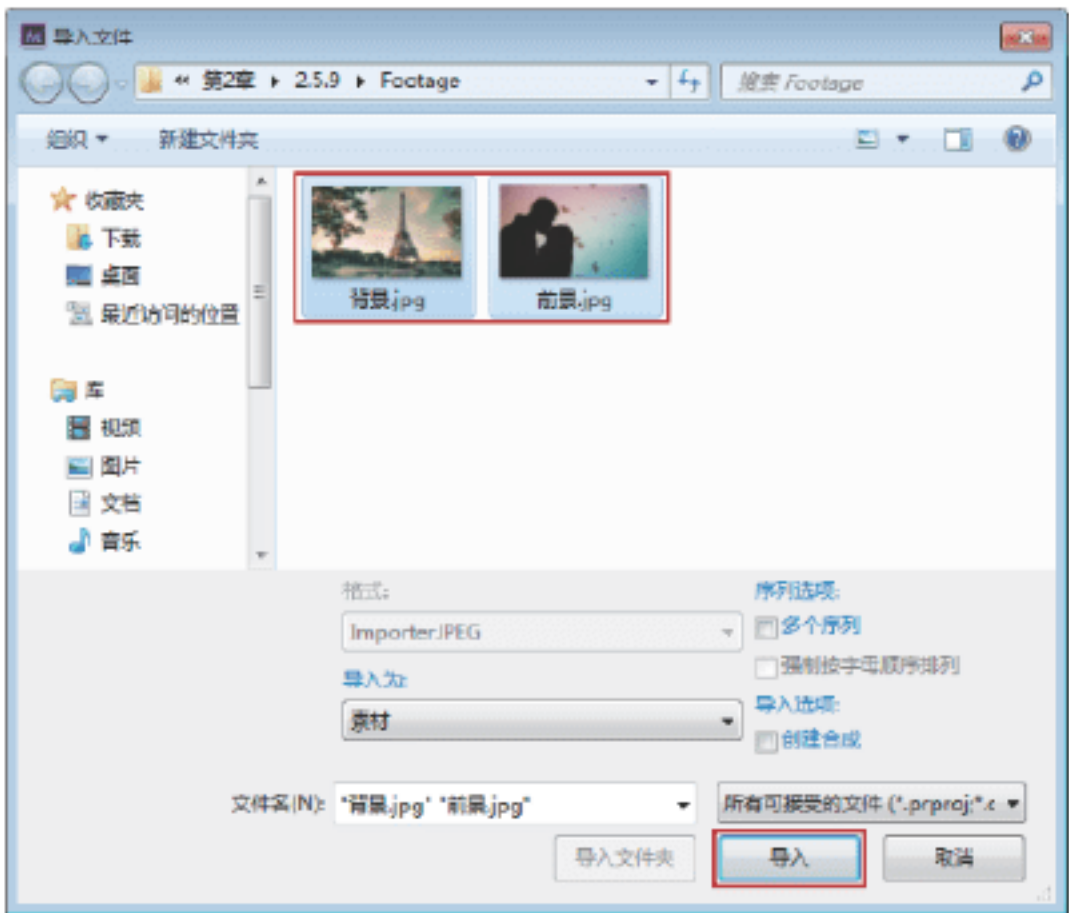 导入文件
« 第2章 ▸ 2.5.9 ▸ Footage
搜索 Footage
组织
新建文件夹
收藏夹
下载
桌面
最近访问的位置
库
视频
图片
文档
音乐
背景.jpg
前景.jpg
格式:
ImporterJPEG
导入为:
素材
序列选项:
多个序列
强制按字母顺序排列
导入选项:
创建合成
文件名(N): "背景.jpg" "前景.jpg"
所有可接受的文件 (*.prproj;*.c
导入文件夹
导入
取消